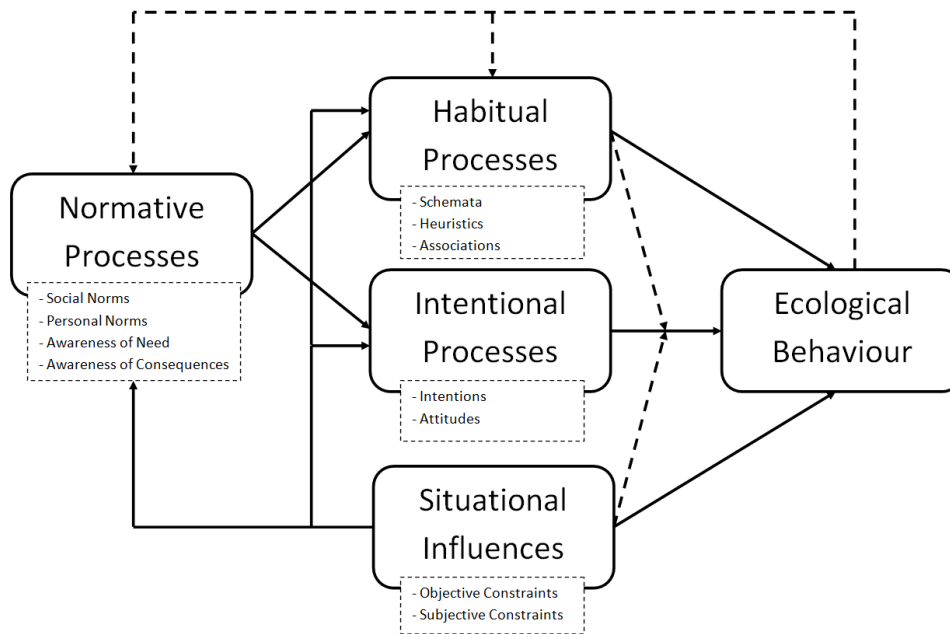 Habitual
Processes
- Schemata
- Heuristics
- Associations
Normative
Processes
- Social Norms
- Personal Norms
- Awareness of Need
- Awareness of Consequences
Intentional
Processes
- Intentions
- Attitudes
Ecological
Behaviour
Situational
Influences
- Objective Constraints
- Subjective Constraints